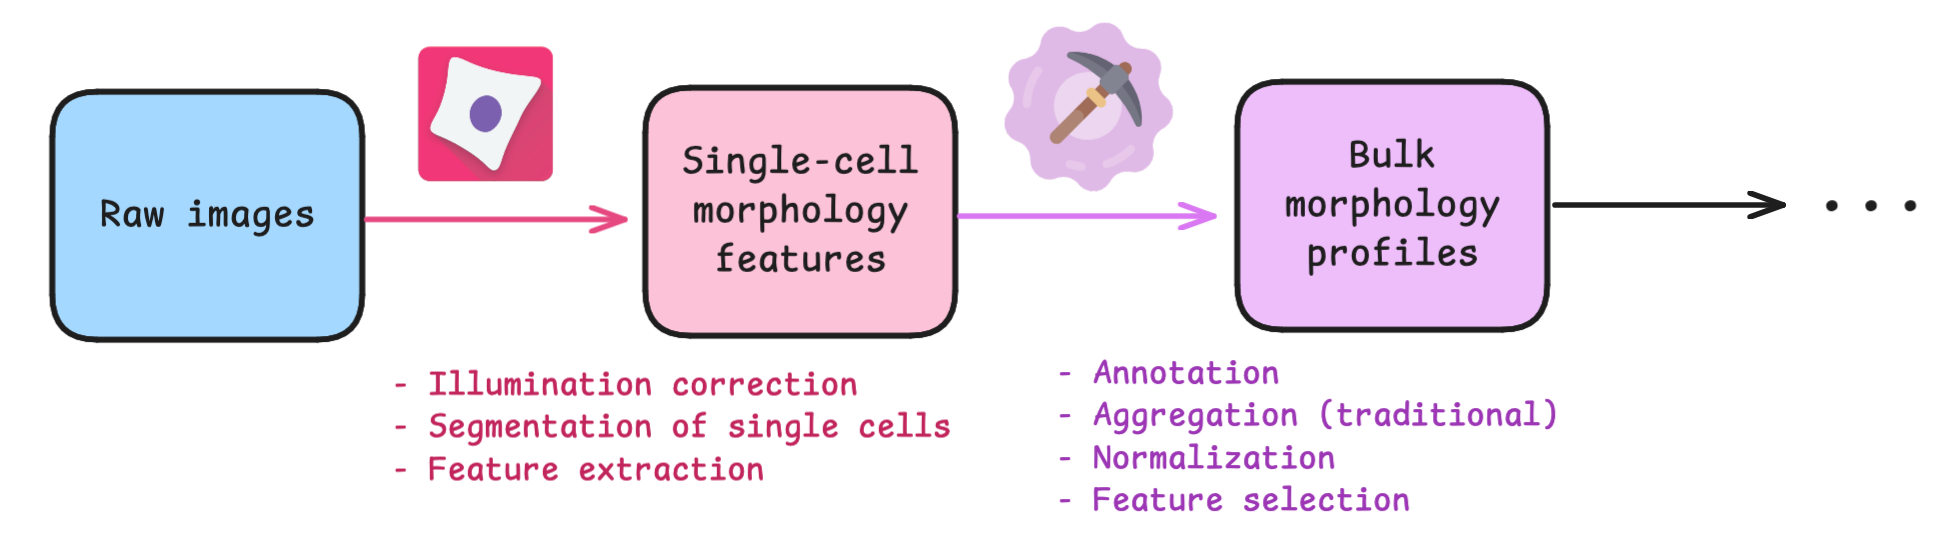 Raw images
Single-cell
morphology
features
Bulk
morphology
profiles
- Illumination correction
- Segmentation of single cells
- Feature extraction
- Annotation
- Aggregation (traditional)
- Normalization
- Feature selection